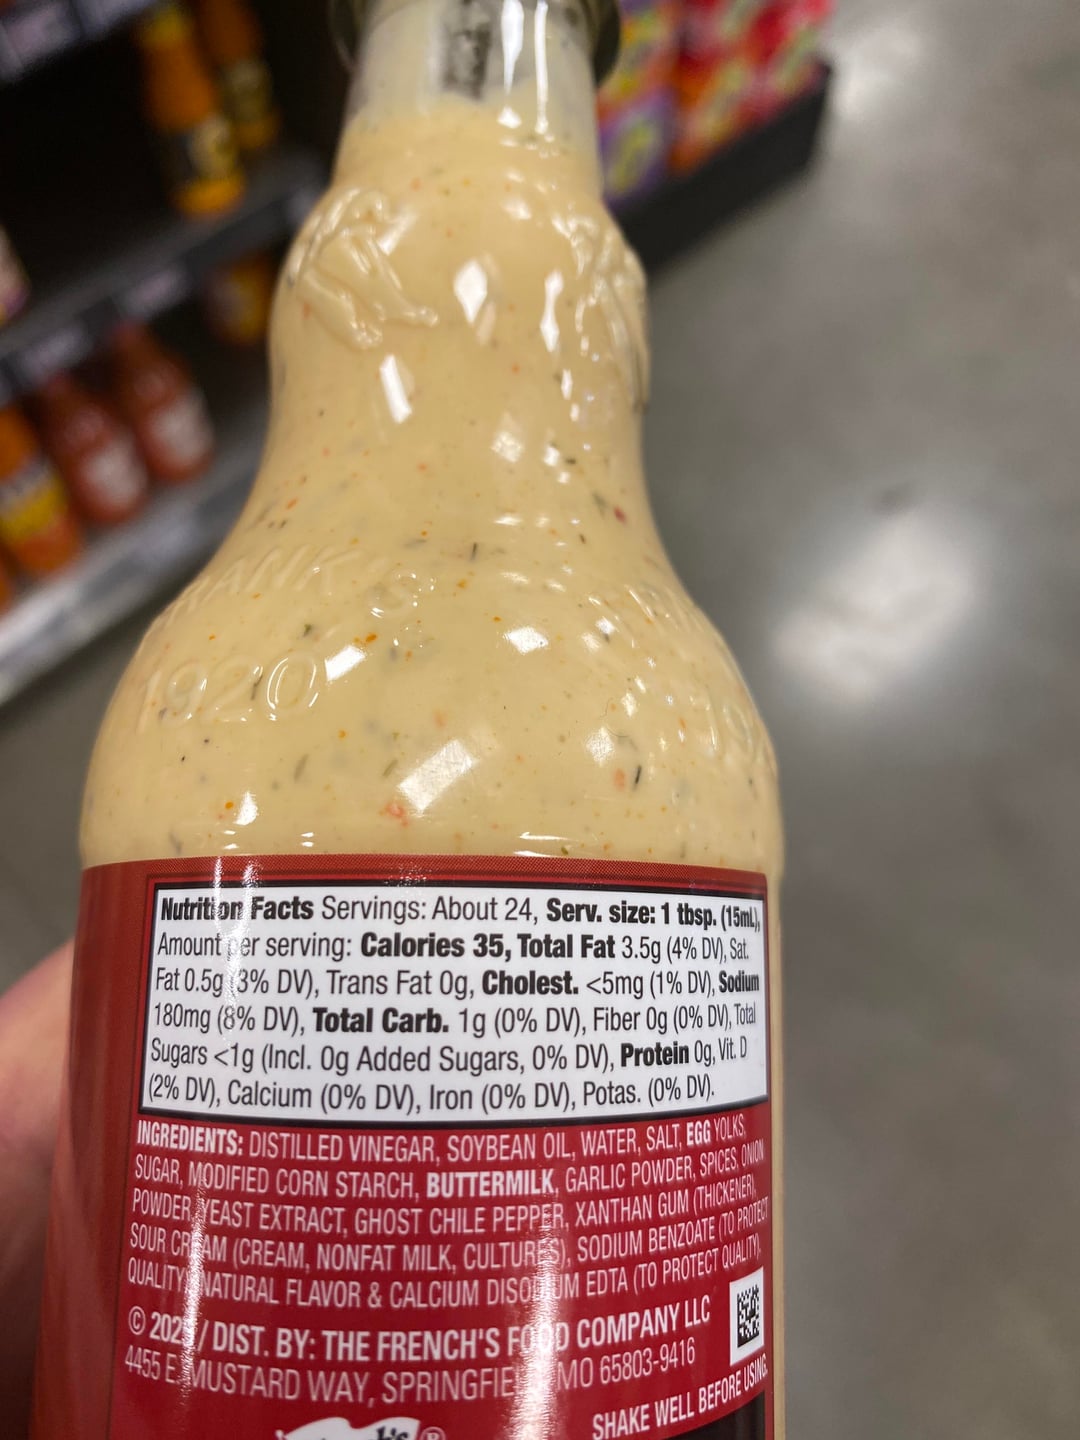 FRANK'S
1920
Nutrition Facts Servings: About 24, Serv. size: 1 tbsp. (15mL),
Amount per serving: Calories 35, Total Fat 3.5g (4% DV), Sat.
Fat 0.5g (3% DV), Trans Fat 0g, Cholest. <5mg (1% DV), Sodium
180mg (8% DV), Total Carb. 1g (0% DV), Fiber 0g (0% DV), Total
Sugars <1g (Incl. 0g Added Sugars, 0% DV), Protein 0g, Vit. D
(2% DV), Calcium (0% DV), Iron (0% DV), Potas. (0% DV).
INGREDIENTS: DISTILLED VINEGAR, SOYBEAN OIL, WATER, SALT, EGG YOLKS,
SUGAR, MODIFIED CORN STARCH, BUTTERMILK, GARLIC POWDER, SPICES, ONION
POWDER, YEAST EXTRACT, GHOST CHILE PEPPER, XANTHAN GUM (THICKENER),
SOUR CREAM (CREAM, NONFAT MILK, CULTURES), SODIUM BENZOATE (TO PROTECT
QUALITY), NATURAL FLAVOR & CALCIUM DISODIUM EDTA (TO PROTECT QUALITY).
© / DIST. BY: THE FRENCH'S FOOD COMPANY LLC
4455 E. MUSTARD WAY, SPRINGFIELD, MO 65803-9416
SHAKE WELL BEFORE USING.